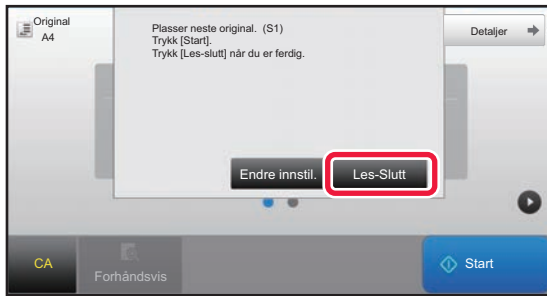 Original
A4
Plasser neste original. (S1)
Trykk [Start].
Trykk [Les-slutt] når du er ferdig.
Detaljer
Endre innstil.
Les-Slutt
CA
Forhåndsvis
Start